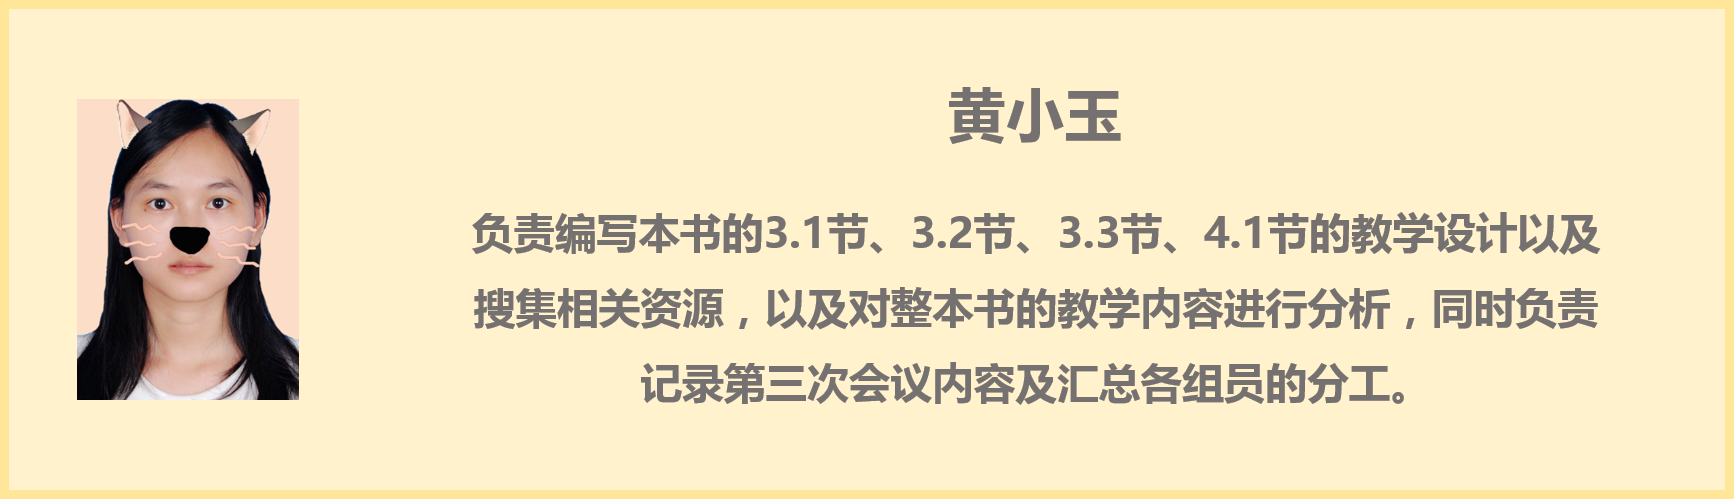 黄小玉
负责编写本书的3.1节、3.2节、3.3节、4.1节的教学设计以及
搜集相关资源，以及对整本书的教学内容进行分析，同时负责
记录第三次会议内容及汇总各组员的分工。